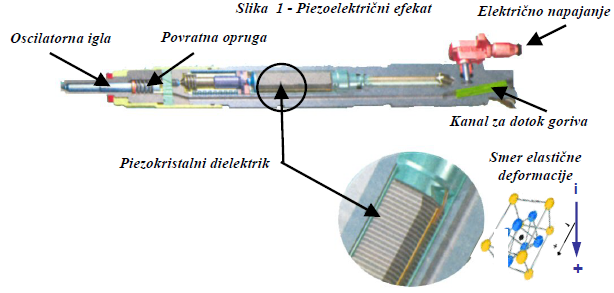 Slika 1 - Piezoelektrični efekat
Električno napajanje
Oscilatorna igla
Povratna opruga
Kanal za dotok goriva
Piezokristalni dielektrik
Smer elastične
deformacije
i
+